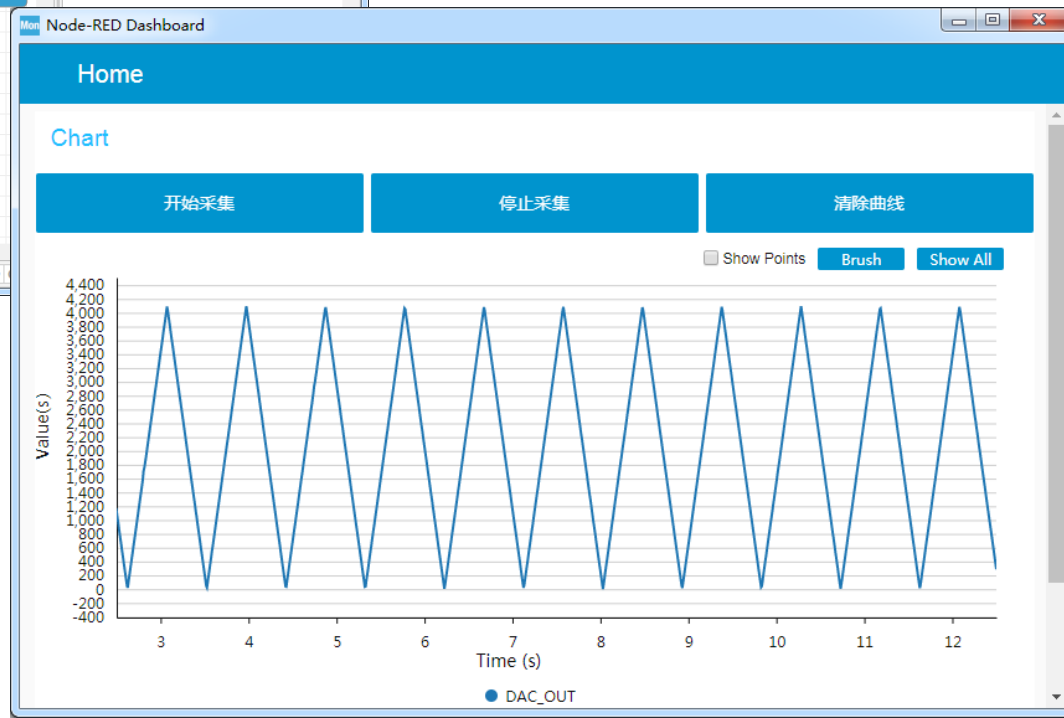 Mon Node-RED Dashboard
Home
Chart
开始采集 停止采集 清除曲线
Show Points Brush Show All
4,400
4,200
4,000
3,800
3,600
3,400
3,200
3,000
2,800
2,600
2,400
2,200
2,000
1,800
1,600
1,400
1,200
1,000
800
600
400
200
0
-200
-400
Value(s)
3 4 5 6 7 8 9 10 11 12
Time (s)
DAC_OUT